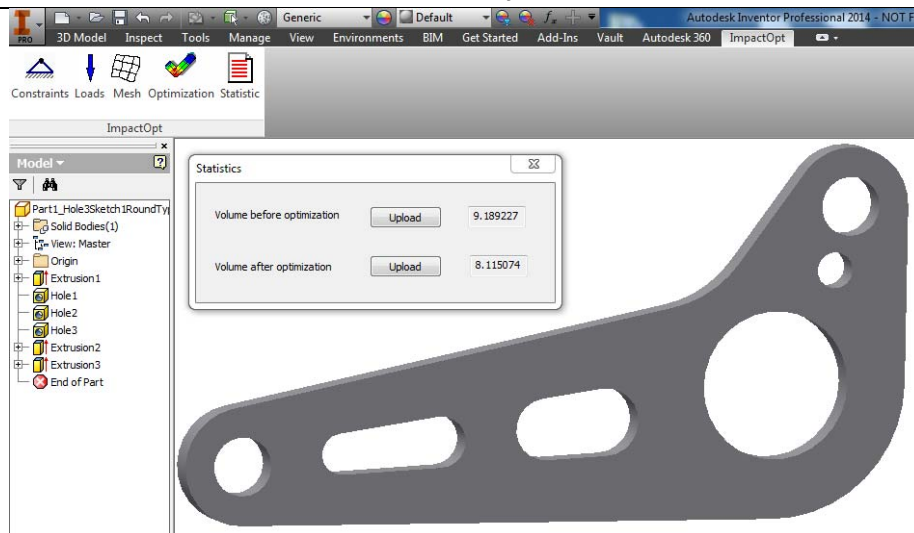 Generic Default
Autodesk Inventor Professional 2014 - NOT F
PRO 3D Model Inspect Tools Manage View Environments BIM Get Started Add-Ins Vault Autodesk 360 ImpactOpt
Constraints Loads Mesh Optimization Statistic
ImpactOpt
Model
Part1_Hole3Sketch1RoundTy
Solid Bodies(1)
View: Master
Origin
Extrusion1
Hole1
Hole2
Hole3
Extrusion2
Extrusion3
End of Part
Statistics
Volume before optimization Upload 9.189227
Volume after optimization Upload 8.115074